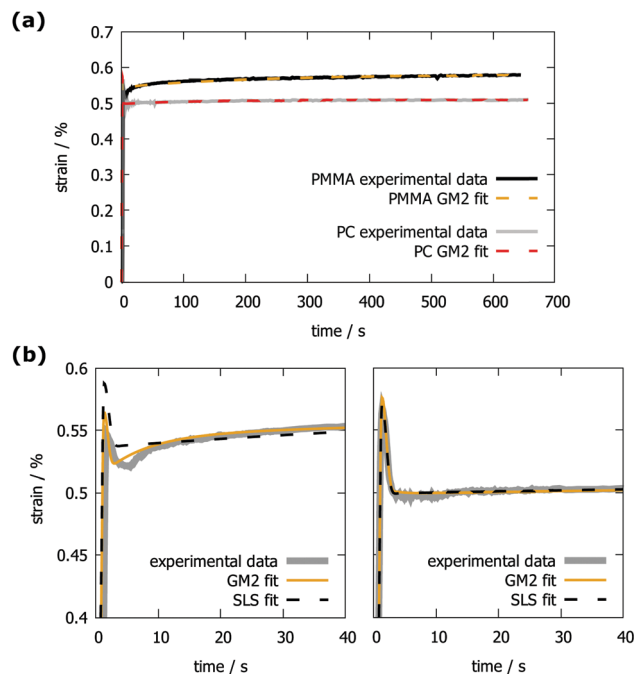 (a)
0.7
0.6
0.5
0.4
0.3
0.2
0.1
0
strain / %
PMMA experimental data
PMMA GM2 fit
PC experimental data
PC GM2 fit
0 100 200 300 400 500 600 700
time / s
(b)
0.6
0.55
0.5
0.45
0.4
strain / %
experimental data
GM2 fit
SLS fit
0 10 20 30 40
time / s
experimental data
GM2 fit
SLS fit
0 10 20 30 40
time / s